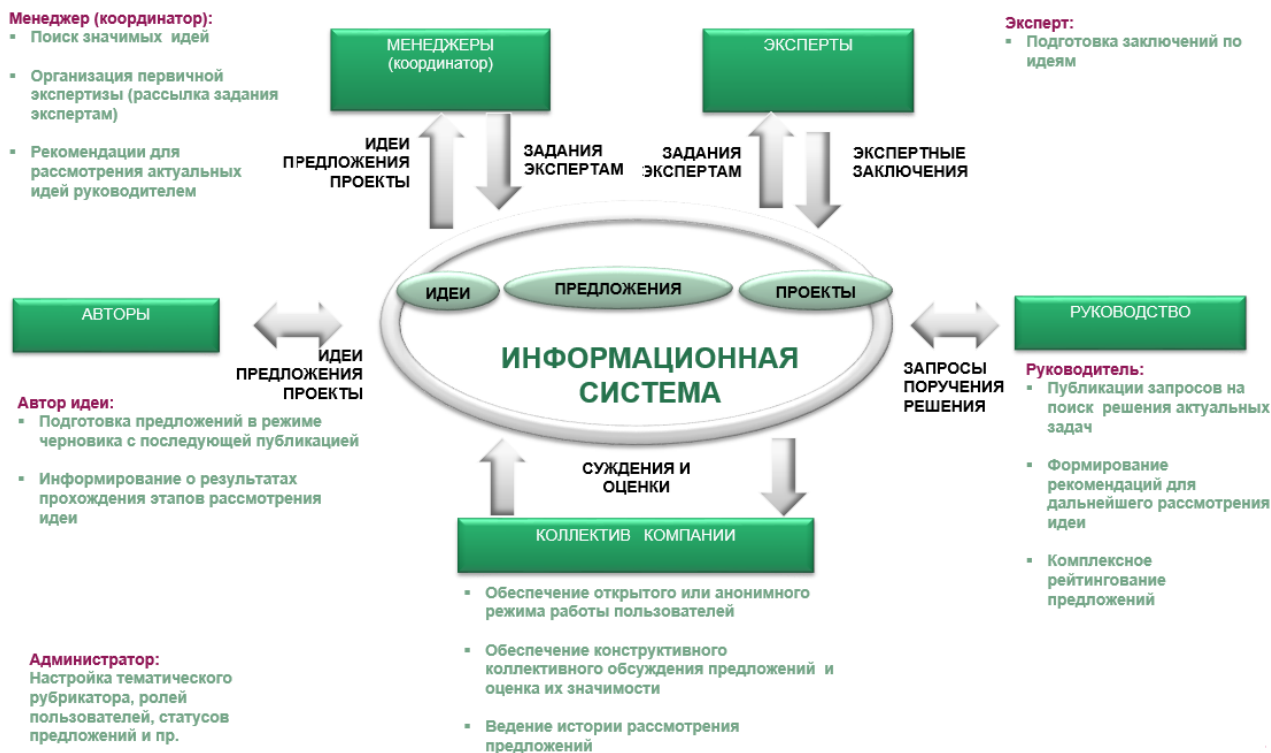 Менеджер (координатор):
▪ Поиск значимых идей
▪ Организация первичной
экспертизы (рассылка задания
экспертам)
▪ Рекомендации для
рассмотрения актуальных
идей руководителем
МЕНЕДЖЕРЫ
(координатор)
ЭКСПЕРТЫ
Эксперт:
▪ Подготовка заключений по
идеям
ИДЕИ
ПРЕДЛОЖЕНИЯ
ПРОЕКТЫ
ЗАДАНИЯ
ЭКСПЕРТАМ
ЗАДАНИЯ
ЭКСПЕРТАМ
ЭКСПЕРТНЫЕ
ЗАКЛЮЧЕНИЯ
ИДЕИ
ПРЕДЛОЖЕНИЯ
ПРОЕКТЫ
ИНФОРМАЦИОННАЯ
СИСТЕМА
АВТОРЫ
ИДЕИ
ПРЕДЛОЖЕНИЯ
ПРОЕКТЫ
Автор идеи:
▪ Подготовка предложений в режиме
черновика с последующей публикацией
▪ Информирование о результатах
прохождения этапов рассмотрения
идеи
РУКОВОДСТВО
ЗАПРОСЫ
ПОРУЧЕНИЯ
РЕШЕНИЯ
Руководитель:
▪ Публикации запросов на
поиск решения актуальных
задач
▪ Формирование
рекомендаций для
дальнейшего рассмотрения
идеи
▪ Комплексное
рейтингование
предложений
СУЖДЕНИЯ И
ОЦЕНКИ
КОЛЛЕКТИВ КОМПАНИИ
▪ Обеспечение открытого или анонимного
режима работы пользователей
▪ Обеспечение конструктивного
коллективного обсуждения предложений и
оценка их значимости
▪ Ведение истории рассмотрения
предложений
Администратор:
Настройка тематического
рубрикатора, ролей
пользователей, статусов
предложений и пр.